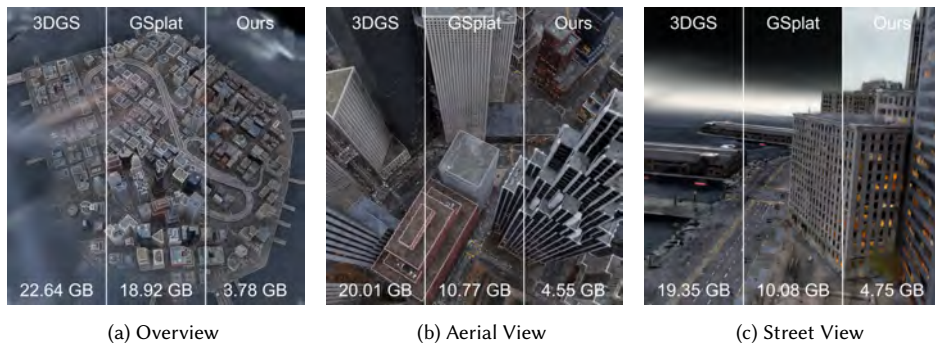 3DGS GSplat Ours
22.64 GB 18.92 GB 3.78 GB
(a) Overview
3DGS GSplat Ours
20.01 GB 10.77 GB 4.55 GB
(b) Aerial View
3DGS GSplat Ours
19.35 GB 10.08 GB 4.75 GB
(c) Street View